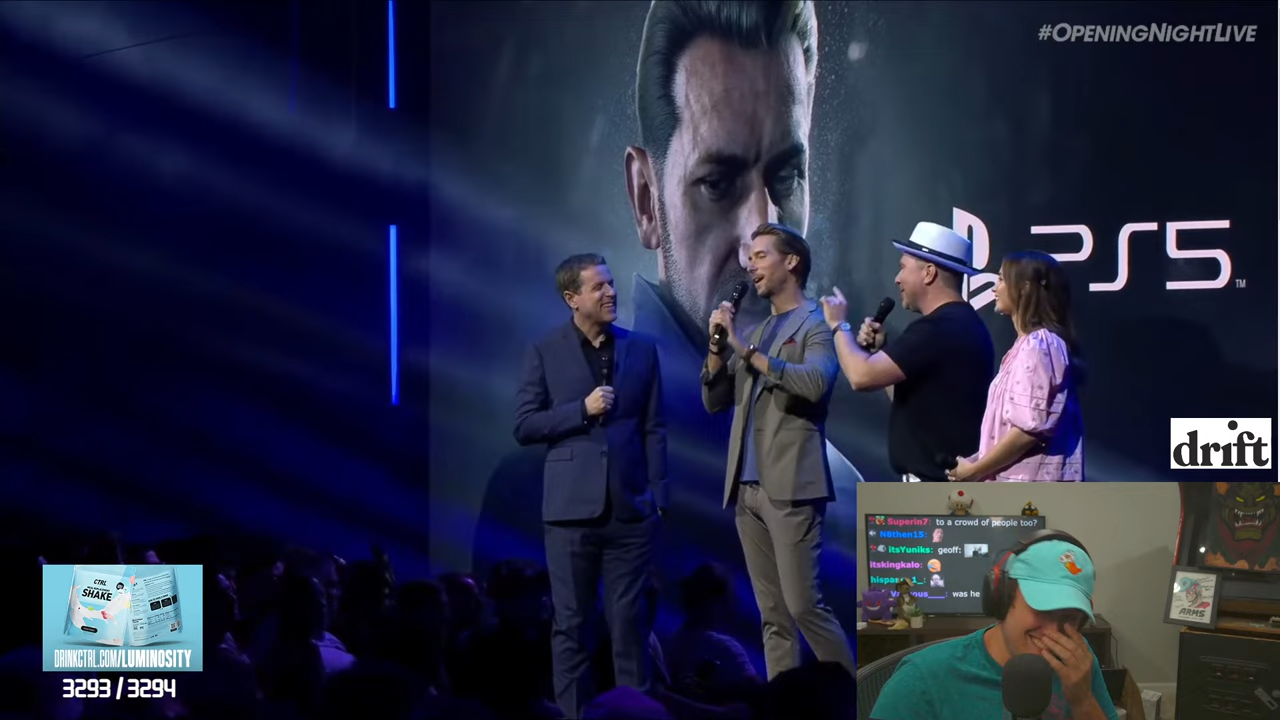 #OPENINGNIGHTLIVE
PS5
TM
drift
Superin7: to a crowd of people too?
N8then15:
itsYuniks: geoff:
itskingkalo:
was he
ARMS
CTRL
SHAKE
DRINKCTRL.COM/LUMINOSITY
3293 / 3294